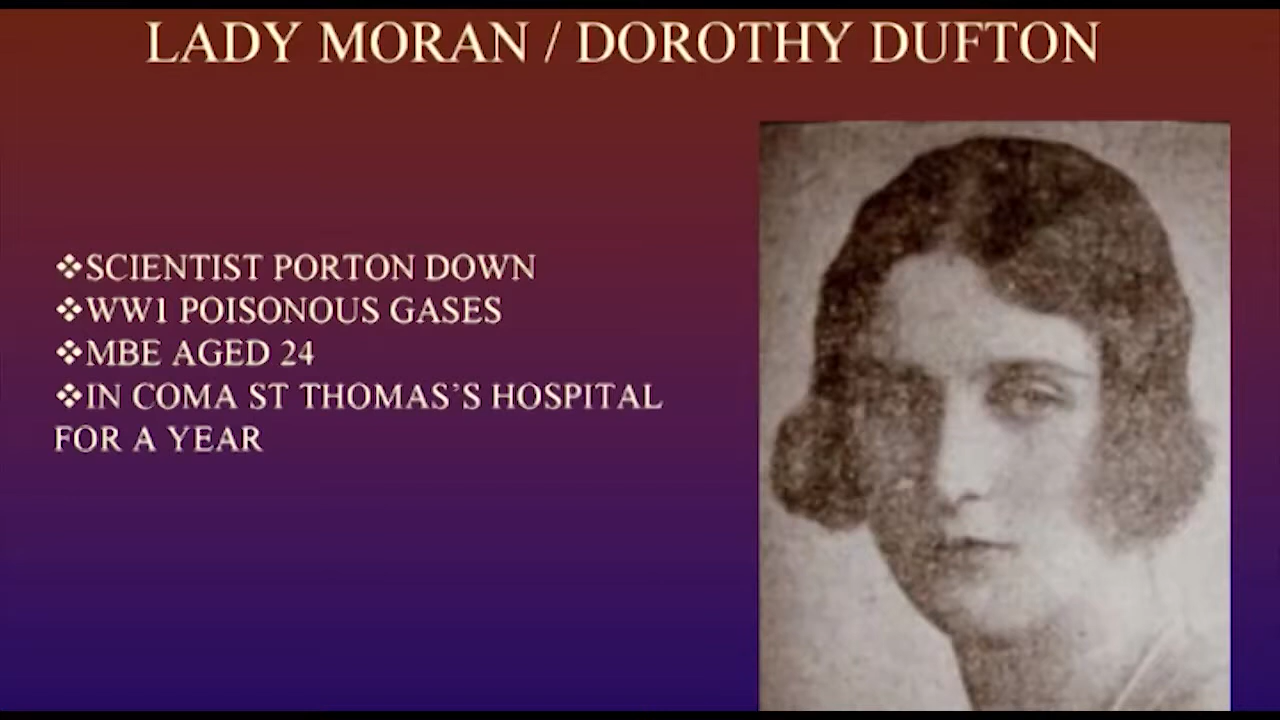 LADY MORAN / DOROTHY DUFTON
❖SCIENTIST PORTON DOWN
❖WW1 POISONOUS GASES
❖MBE AGED 24
❖IN COMA ST THOMAS’S HOSPITAL
FOR A YEAR